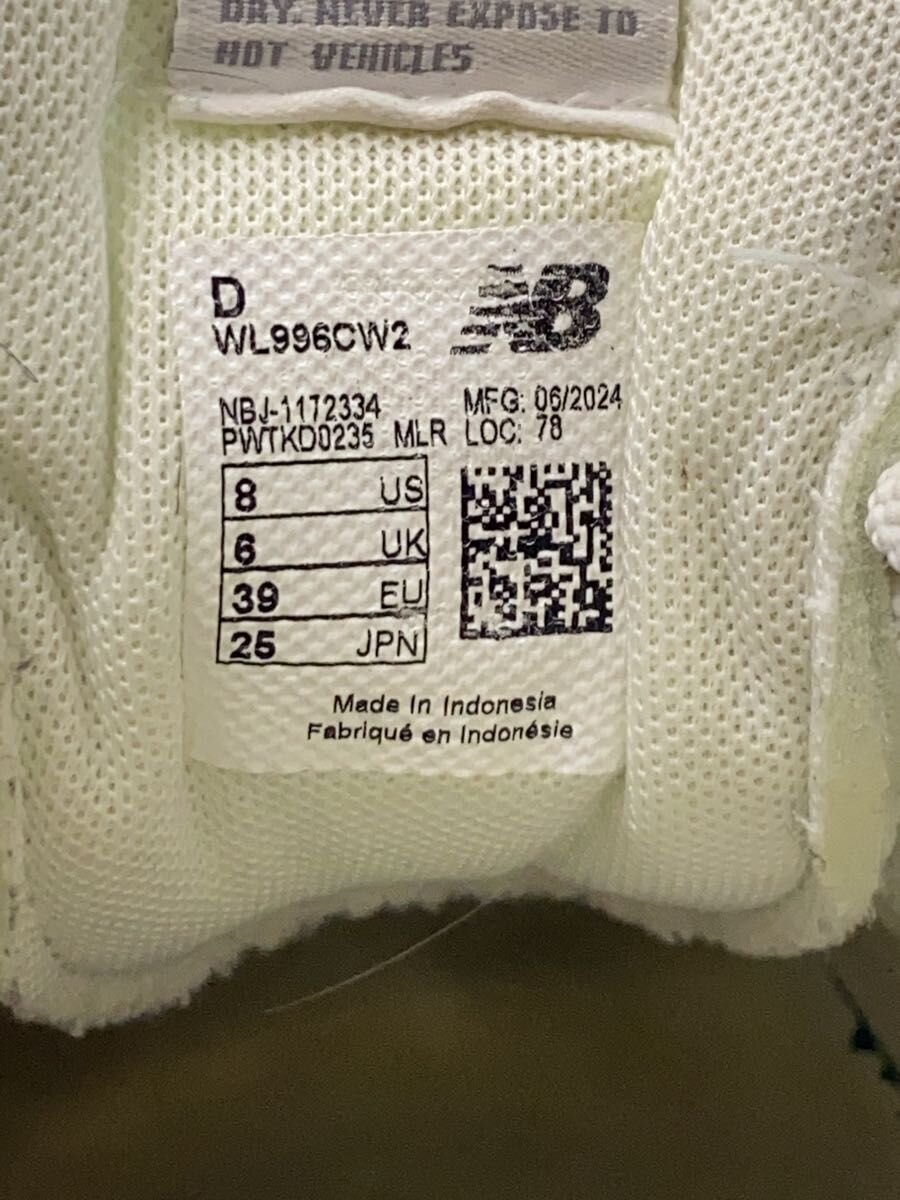 DRY. NEVER EXPOSE TO
HOT VEHICLES
D
WL996CW2
NB
NBJ-1172334
PWTKD0235 MLR
MFG: 06/2024
LOC: 78
8 US
6 UK
39 EU
25 JPN
Made In Indonesia
Fabriqué en Indonésie